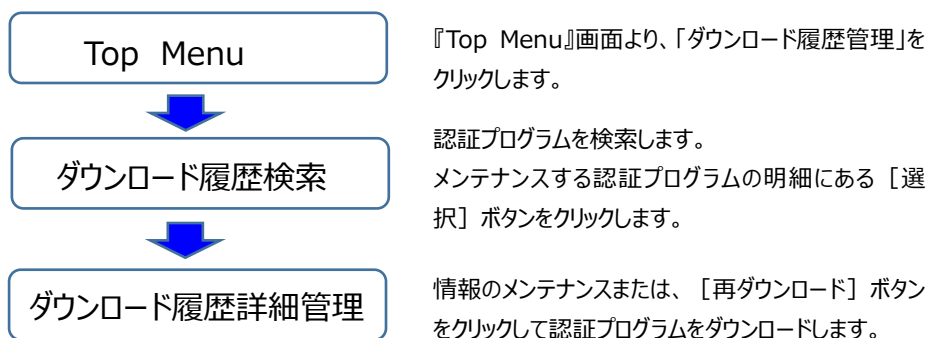 Top Menu
『Top Menu』画面より、「ダウンロード履歴管理」を
クリックします。
ダウンロード履歴検索
認証プログラムを検索します。
メンテナンスする認証プログラムの明細にある［選
択］ボタンをクリックします。
ダウンロード履歴詳細管理
情報のメンテナンスまたは、［再ダウンロード］ボタン
をクリックして認証プログラムをダウンロードします。